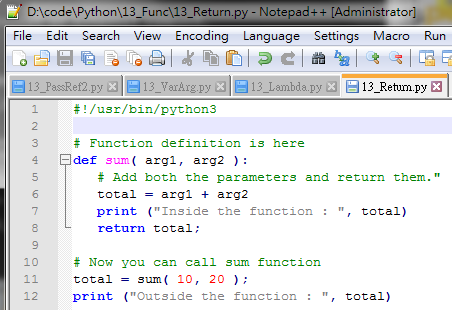 D:\code\Python\13_Func\13_Return.py - Notepad++ [Administrator]
File Edit Search View Encoding Language Settings Macro Run
13_PassRef2.py 13_VarArg.py 13_Lambda.py 13_Return.py
1 #!/usr/bin/python3
2
3 # Function definition is here
4 def sum( arg1, arg2 ):
5 # Add both the parameters and return them."
6 total = arg1 + arg2
7 print ("Inside the function : ", total)
8 return total;
9
10 # Now you can call sum function
11 total = sum( 10, 20 );
12 print ("Outside the function : ", total)